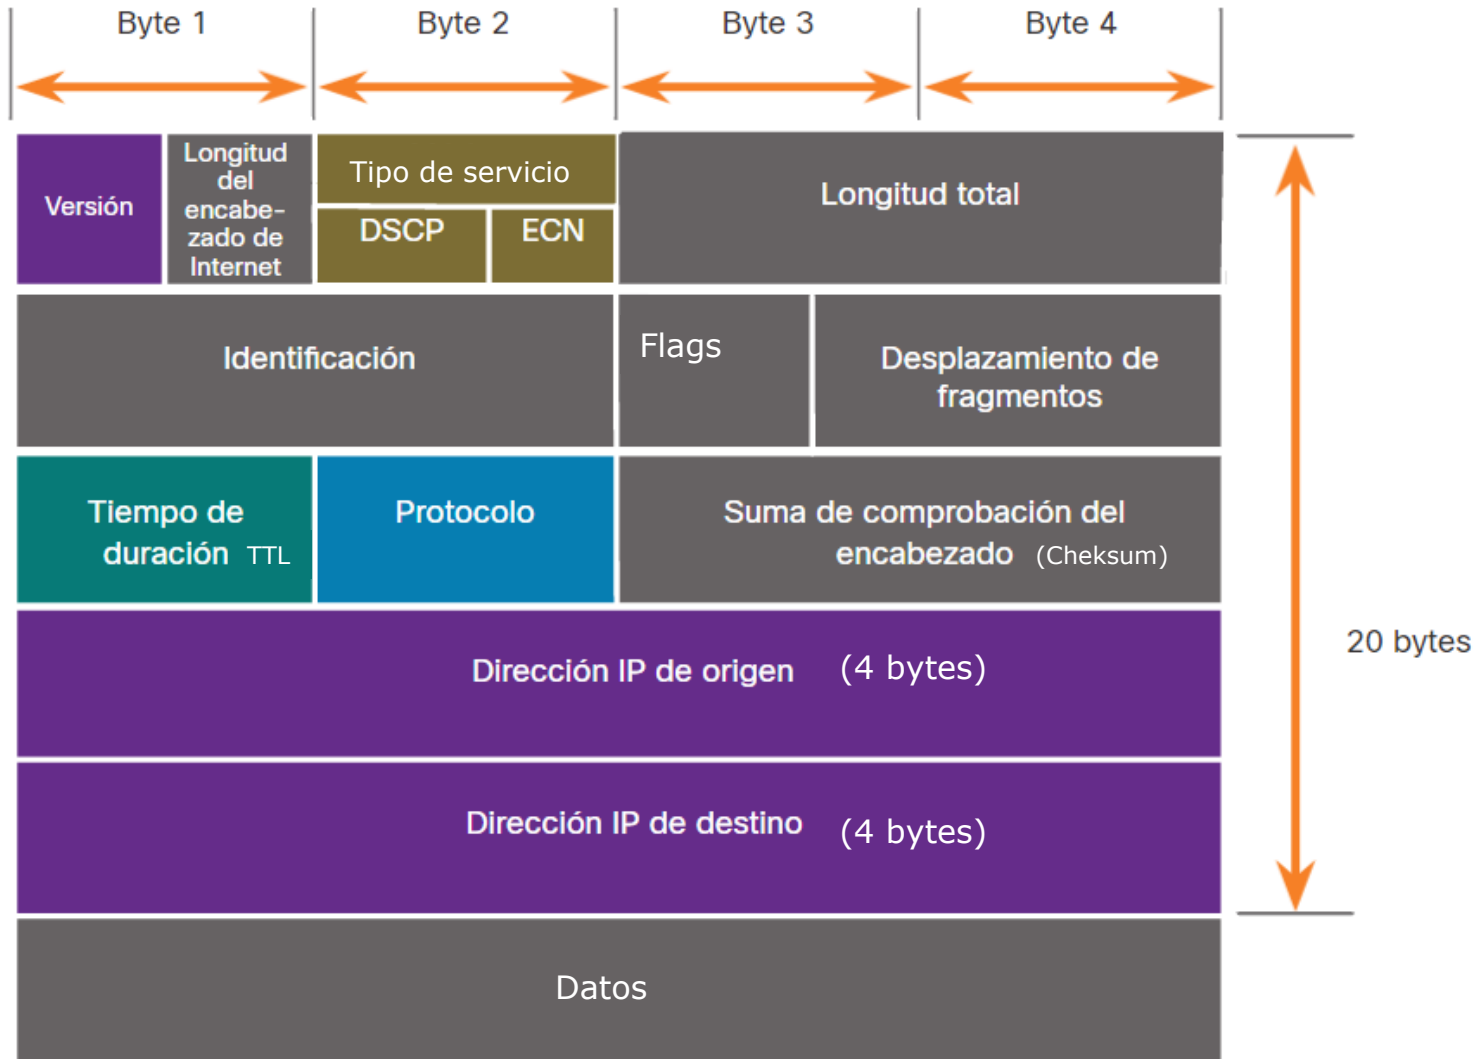 Byte 1
Byte 2
Byte 3
Byte 4
Versión
Longitud
del
encabe-
zado de
Internet
Tipo de servicio
DSCP
ECN
Longitud total
Identificación
Flags
Desplazamiento de
fragmentos
Tiempo de
duración TTL
Protocolo
Suma de comprobación del
encabezado (Cheksum)
Dirección IP de origen (4 bytes)
20 bytes
Dirección IP de destino (4 bytes)
Datos